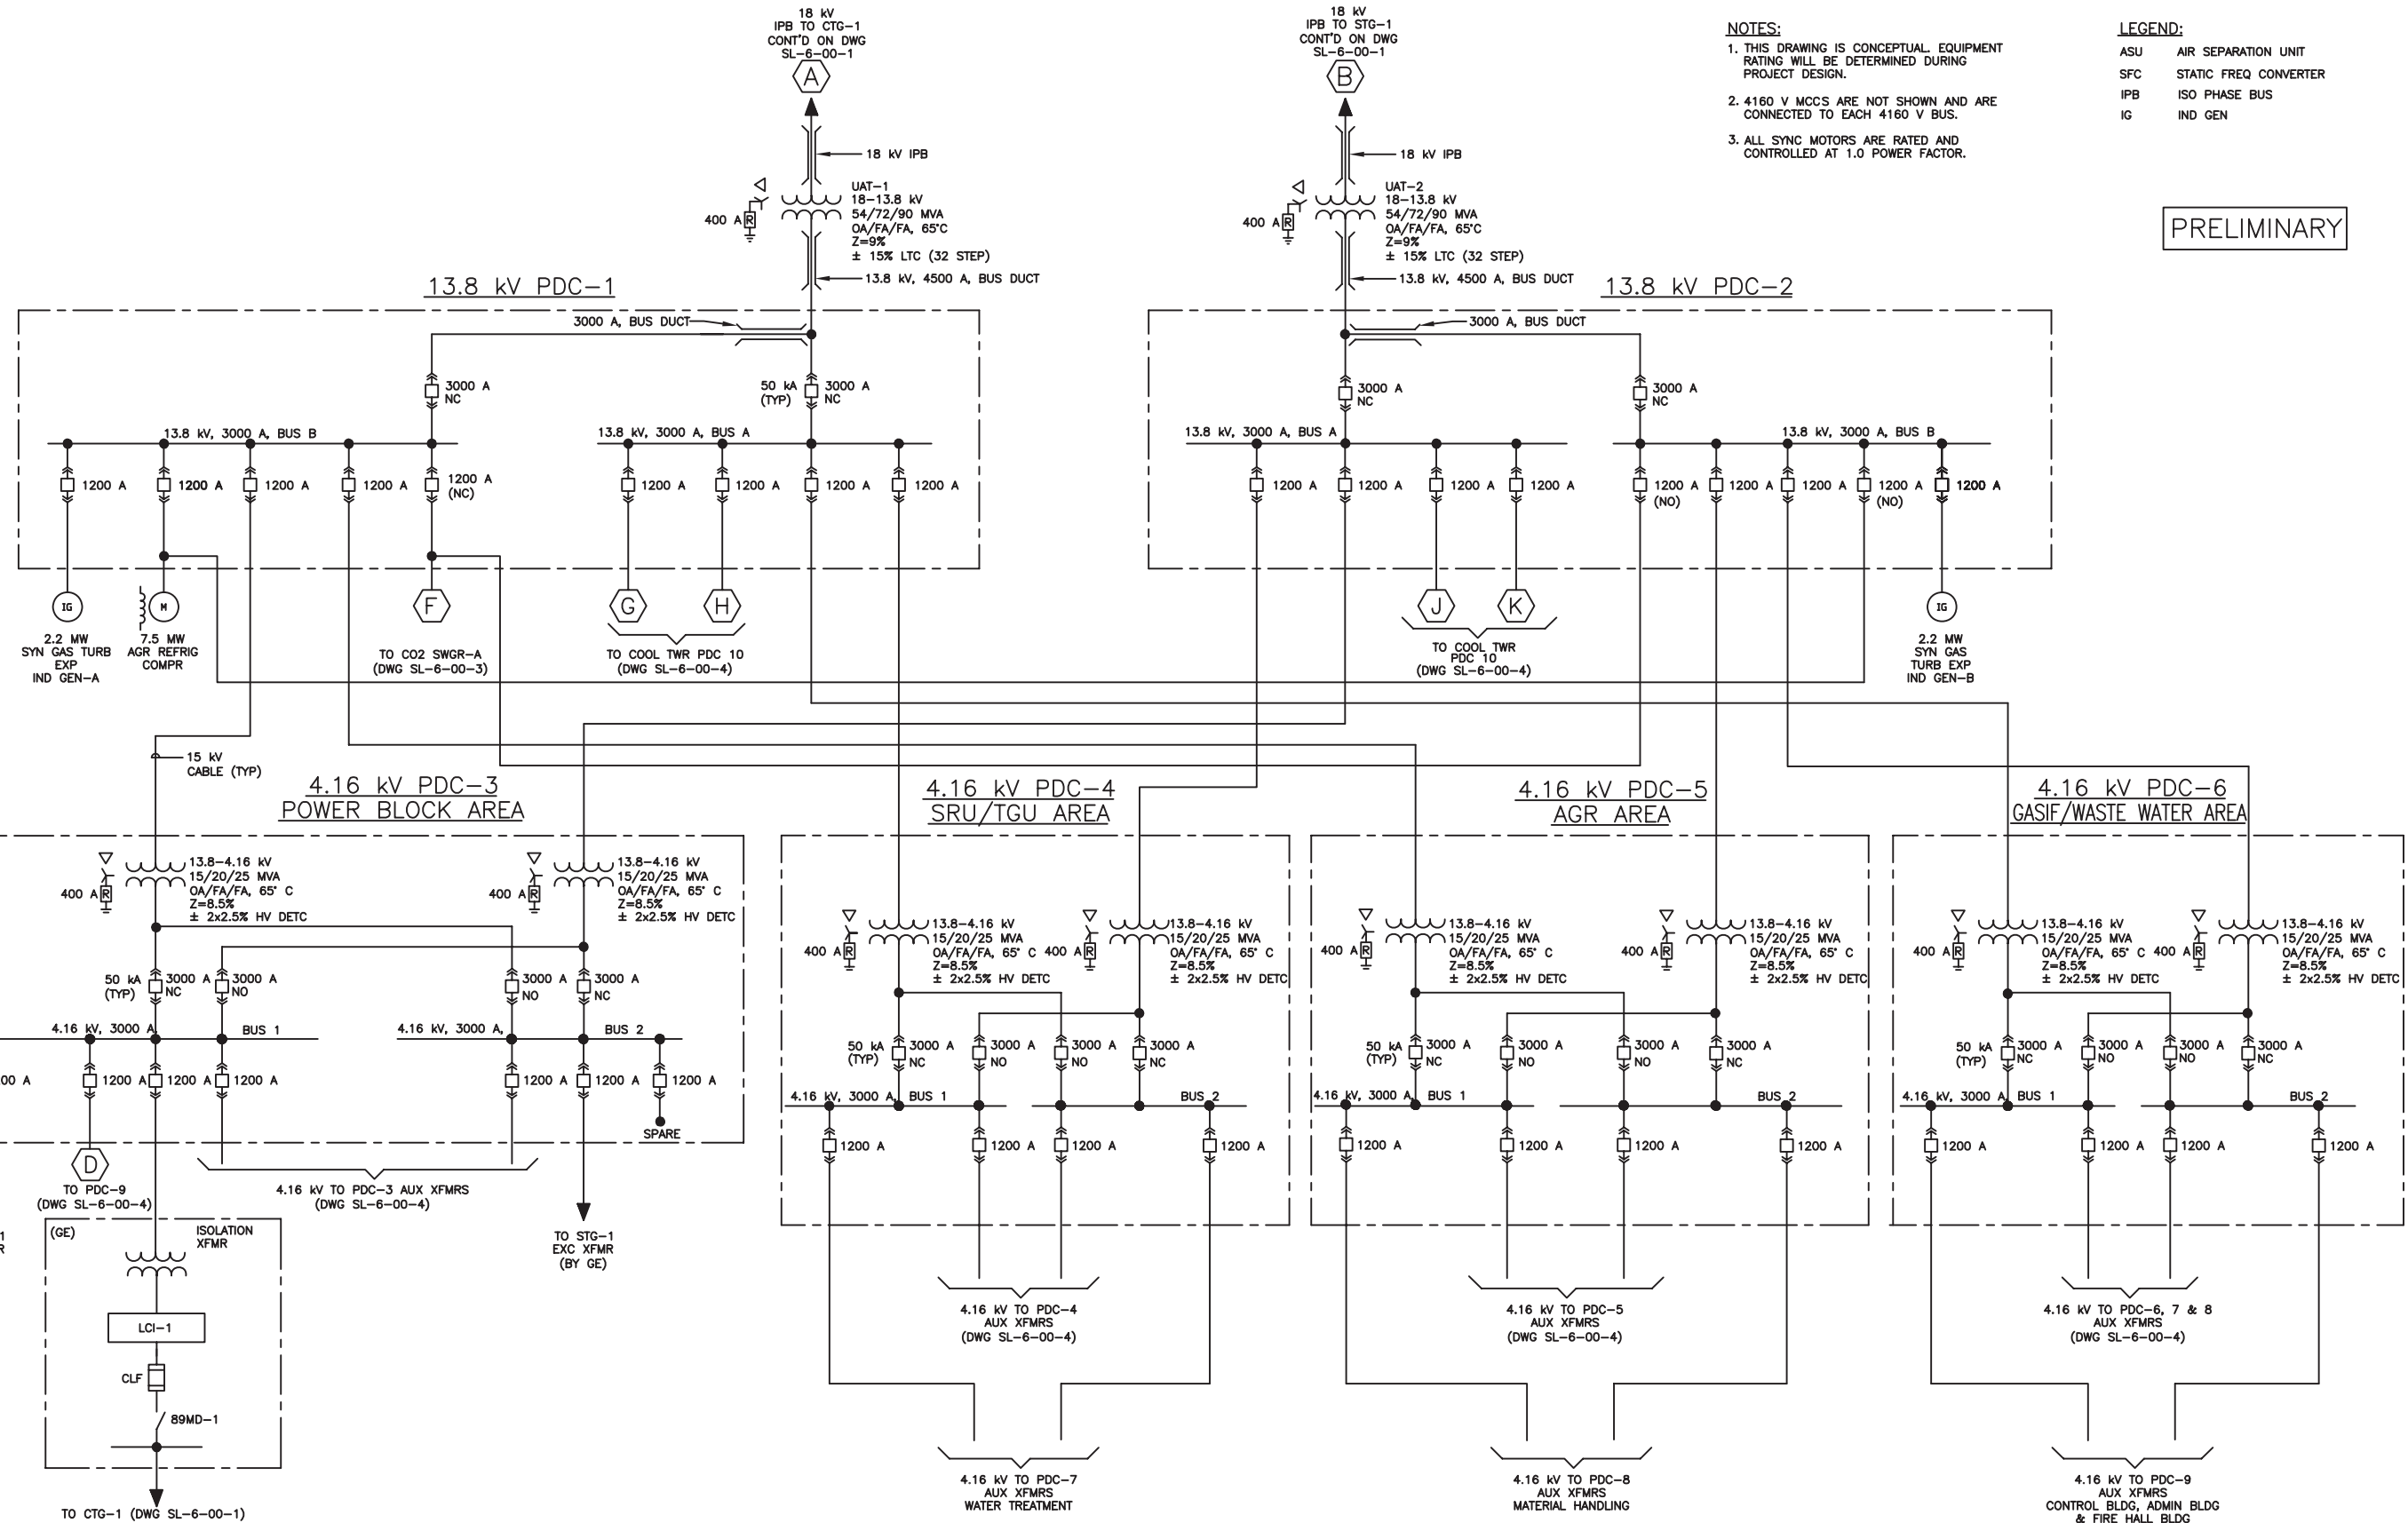 18 kV
IPB TO CTG-1
CONT'D ON DWG
SL-6-00-1
A
18 kV
IPB TO STG-1
CONT'D ON DWG
SL-6-00-1
B
NOTES:
1. THIS DRAWING IS CONCEPTUAL. EQUIPMENT
RATING WILL BE DETERMINED DURING
PROJECT DESIGN.
2. 4160 V MCCS ARE NOT SHOWN AND ARE
CONNECTED TO EACH 4160 V BUS.
3. ALL SYNC MOTORS ARE RATED AND
CONTROLLED AT 1.0 POWER FACTOR.
LEGEND:
ASU AIR SEPARATION UNIT
SFC STATIC FREQ CONVERTER
IPB ISO PHASE BUS
IG IND GEN
PRELIMINARY
18 kV IPB
UAT-1
18-13.8 kV
54/72/90 MVA
OA/FA/FA, 65°C
Z=9%
± 15% LTC (32 STEP)
400 A R
13.8 kV, 4500 A, BUS DUCT
18 kV IPB
UAT-2
18-13.8 kV
54/72/90 MVA
OA/FA/FA, 65°C
Z=9%
± 15% LTC (32 STEP)
400 A R
13.8 kV, 4500 A, BUS DUCT
13.8 kV PDC-1
3000 A, BUS DUCT
3000 A
NC
50 kA
(TYP)
3000 A
NC
13.8 kV, 3000 A, BUS B
13.8 kV, 3000 A, BUS A
1200 A
1200 A
1200 A
1200 A
1200 A
(NC)
1200 A
1200 A
1200 A
1200 A
13.8 kV PDC-2
3000 A, BUS DUCT
3000 A
NC
3000 A
NC
13.8 kV, 3000 A, BUS A
13.8 kV, 3000 A, BUS B
1200 A
1200 A
1200 A
1200 A
1200 A
(NO)
1200 A
1200 A
1200 A
(NO)
1200 A
IG
2.2 MW
SYN GAS TURB
EXP
IND GEN-A
M
7.5 MW
AGR REFRIG
COMPR
F
TO CO2 SWGR-A
(DWG SL-6-00-3)
G
H
TO COOL TWR PDC 10
(DWG SL-6-00-4)
J
K
TO COOL TWR
PDC 10
(DWG SL-6-00-4)
IG
2.2 MW
SYN GAS
TURB EXP
IND GEN-B
15 kV
CABLE (TYP)
4.16 kV PDC-3
POWER BLOCK AREA
400 A R
13.8-4.16 kV
15/20/25 MVA
OA/FA/FA, 65° C
Z=8.5%
± 2x2.5% HV DETC
400 A R
13.8-4.16 kV
15/20/25 MVA
OA/FA/FA, 65° C
Z=8.5%
± 2x2.5% HV DETC
50 kA
(TYP)
3000 A
NC
3000 A
NO
3000 A
NO
3000 A
NC
4.16 kV, 3000 A,
BUS 1
4.16 kV, 3000 A,
BUS 2
00 A
1200 A
1200 A
1200 A
1200 A
1200 A
1200 A
SPARE
D
TO PDC-9
(DWG SL-6-00-4)
4.16 kV TO PDC-3 AUX XFMRS
(DWG SL-6-00-4)
TO STG-1
EXC XFMR
(BY GE)
1
R
(GE)
ISOLATION
XFMR
LCI-1
CLF
89MD-1
TO CTG-1 (DWG SL-6-00-1)
4.16 kV PDC-4
SRU/TGU AREA
400 A R
13.8-4.16 kV
15/20/25 MVA
OA/FA/FA, 65° C
Z=8.5%
± 2x2.5% HV DETC
400 A R
13.8-4.16 kV
15/20/25 MVA
OA/FA/FA, 65° C
Z=8.5%
± 2x2.5% HV DETC
50 kA
(TYP)
3000 A
NC
3000 A
NO
3000 A
NO
3000 A
NC
4.16 kV, 3000 A, BUS 1
BUS 2
1200 A
1200 A
1200 A
1200 A
4.16 kV TO PDC-4
AUX XFMRS
(DWG SL-6-00-4)
4.16 kV TO PDC-7
AUX XFMRS
WATER TREATMENT
4.16 kV PDC-5
AGR AREA
400 A R
13.8-4.16 kV
15/20/25 MVA
OA/FA/FA, 65° C
Z=8.5%
± 2x2.5% HV DETC
400 A R
13.8-4.16 kV
15/20/25 MVA
OA/FA/FA, 65° C
Z=8.5%
± 2x2.5% HV DETC
50 kA
(TYP)
3000 A
NC
3000 A
NO
3000 A
NO
3000 A
NC
4.16 kV, 3000 A, BUS 1
BUS 2
1200 A
1200 A
1200 A
1200 A
4.16 kV TO PDC-5
AUX XFMRS
(DWG SL-6-00-4)
4.16 kV TO PDC-8
AUX XFMRS
MATERIAL HANDLING
4.16 kV PDC-6
GASIF/WASTE WATER AREA
400 A R
13.8-4.16 kV
15/20/25 MVA
OA/FA/FA, 65° C
Z=8.5%
± 2x2.5% HV DETC
400 A R
13.8-4.16 kV
15/20/25 MVA
OA/FA/FA, 65° C
Z=8.5%
± 2x2.5% HV DETC
50 kA
(TYP)
3000 A
NC
3000 A
NO
3000 A
NO
3000 A
NC
4.16 kV, 3000 A, BUS 1
BUS 2
1200 A
1200 A
1200 A
1200 A
4.16 kV TO PDC-6, 7 & 8
AUX XFMRS
(DWG SL-6-00-4)
4.16 kV TO PDC-9
AUX XFMRS
CONTROL BLDG, ADMIN BLDG
& FIRE HALL BLDG